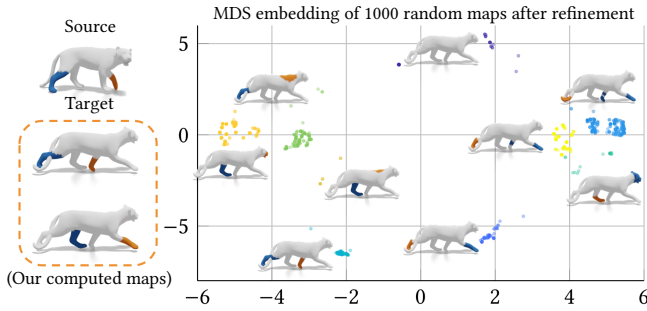 MDS embedding of 1000 random maps after refinement
Source
Target
(Our computed maps)
5
0
−5
−6
−4
−2
0
2
4
6